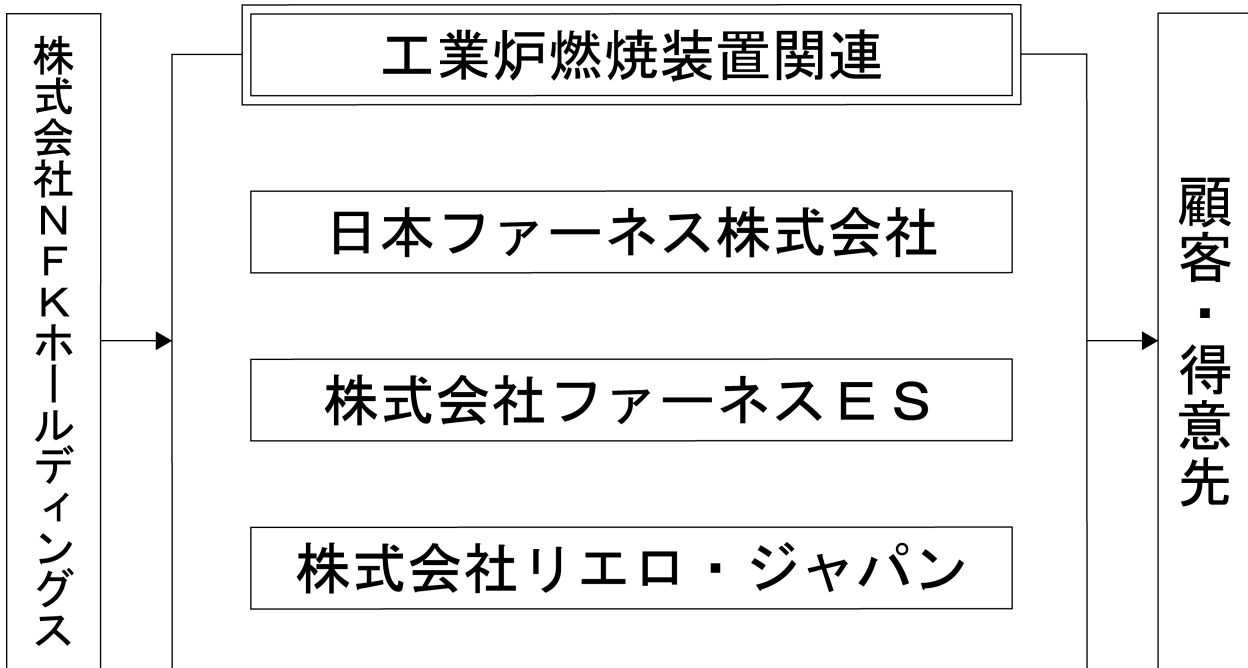 株式会社ＮＦＫホールディングス
工業炉燃焼装置関連
日本ファーネス株式会社
株式会社ファーネスＥＳ
株式会社リエロ・ジャパン
顧客・得意先